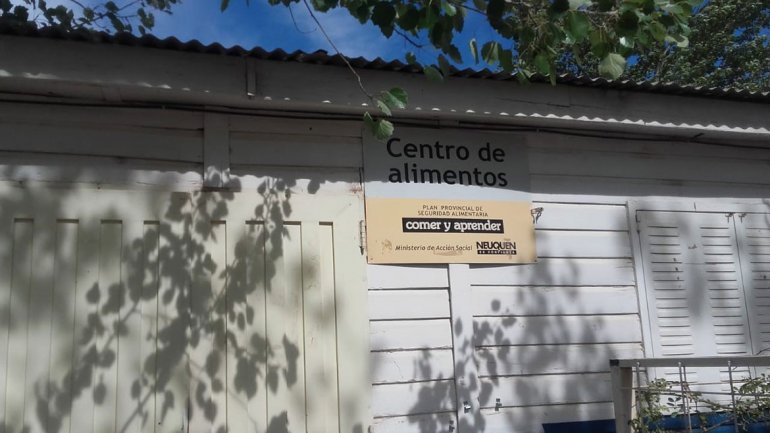 Centro de
alimentos
PLAN PROVINCIAL DE
SEGURIDAD ALIMENTARIA
comer y aprender
Ministerio de Acción Social
NEUQUEN